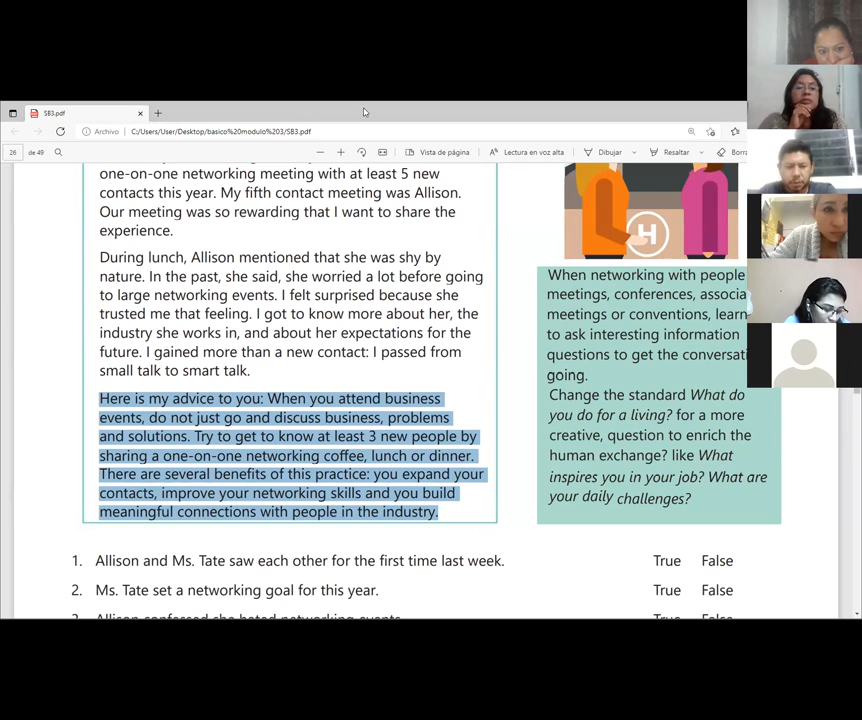 SB3.pdf
Archivo
C:/Users/User/Desktop/basico%20modulo%203/SB3.pdf
26
de 49
Vista de página
Lectura en voz alta
Dibujar
Resaltar
Borra
one-on-one networking meeting with at least 5 new
contacts this year. My fifth contact meeting was Allison.
Our meeting was so rewarding that I want to share the
experience.
During lunch, Allison mentioned that she was shy by
nature. In the past, she said, she worried a lot before going
to large networking events. I felt surprised because she
trusted me that feeling. I got to know more about her, the
industry she works in, and about her expectations for the
future. I gained more than a new contact: I passed from
small talk to smart talk.
Here is my advice to you: When you attend business
events, do not just go and discuss business, problems
and solutions. Try to get to know at least 3 new people by
sharing a one-on-one networking coffee, lunch or dinner.
There are several benefits of this practice: you expand your
contacts, improve your networking skills and you build
meaningful connections with people in the industry.
H
When networking with people
meetings, conferences, associa
meetings or conventions, learn
to ask interesting information
questions to get the conversati
going.
Change the standard What do
you do for a living? for a more
creative, question to enrich the
human exchange? like What
inspires you in your job? What are
your daily challenges?
1. Allison and Ms. Tate saw each other for the first time last week. True False
2. Ms. Tate set a networking goal for this year. True False
3. Allison confessed she hated networking events. True False